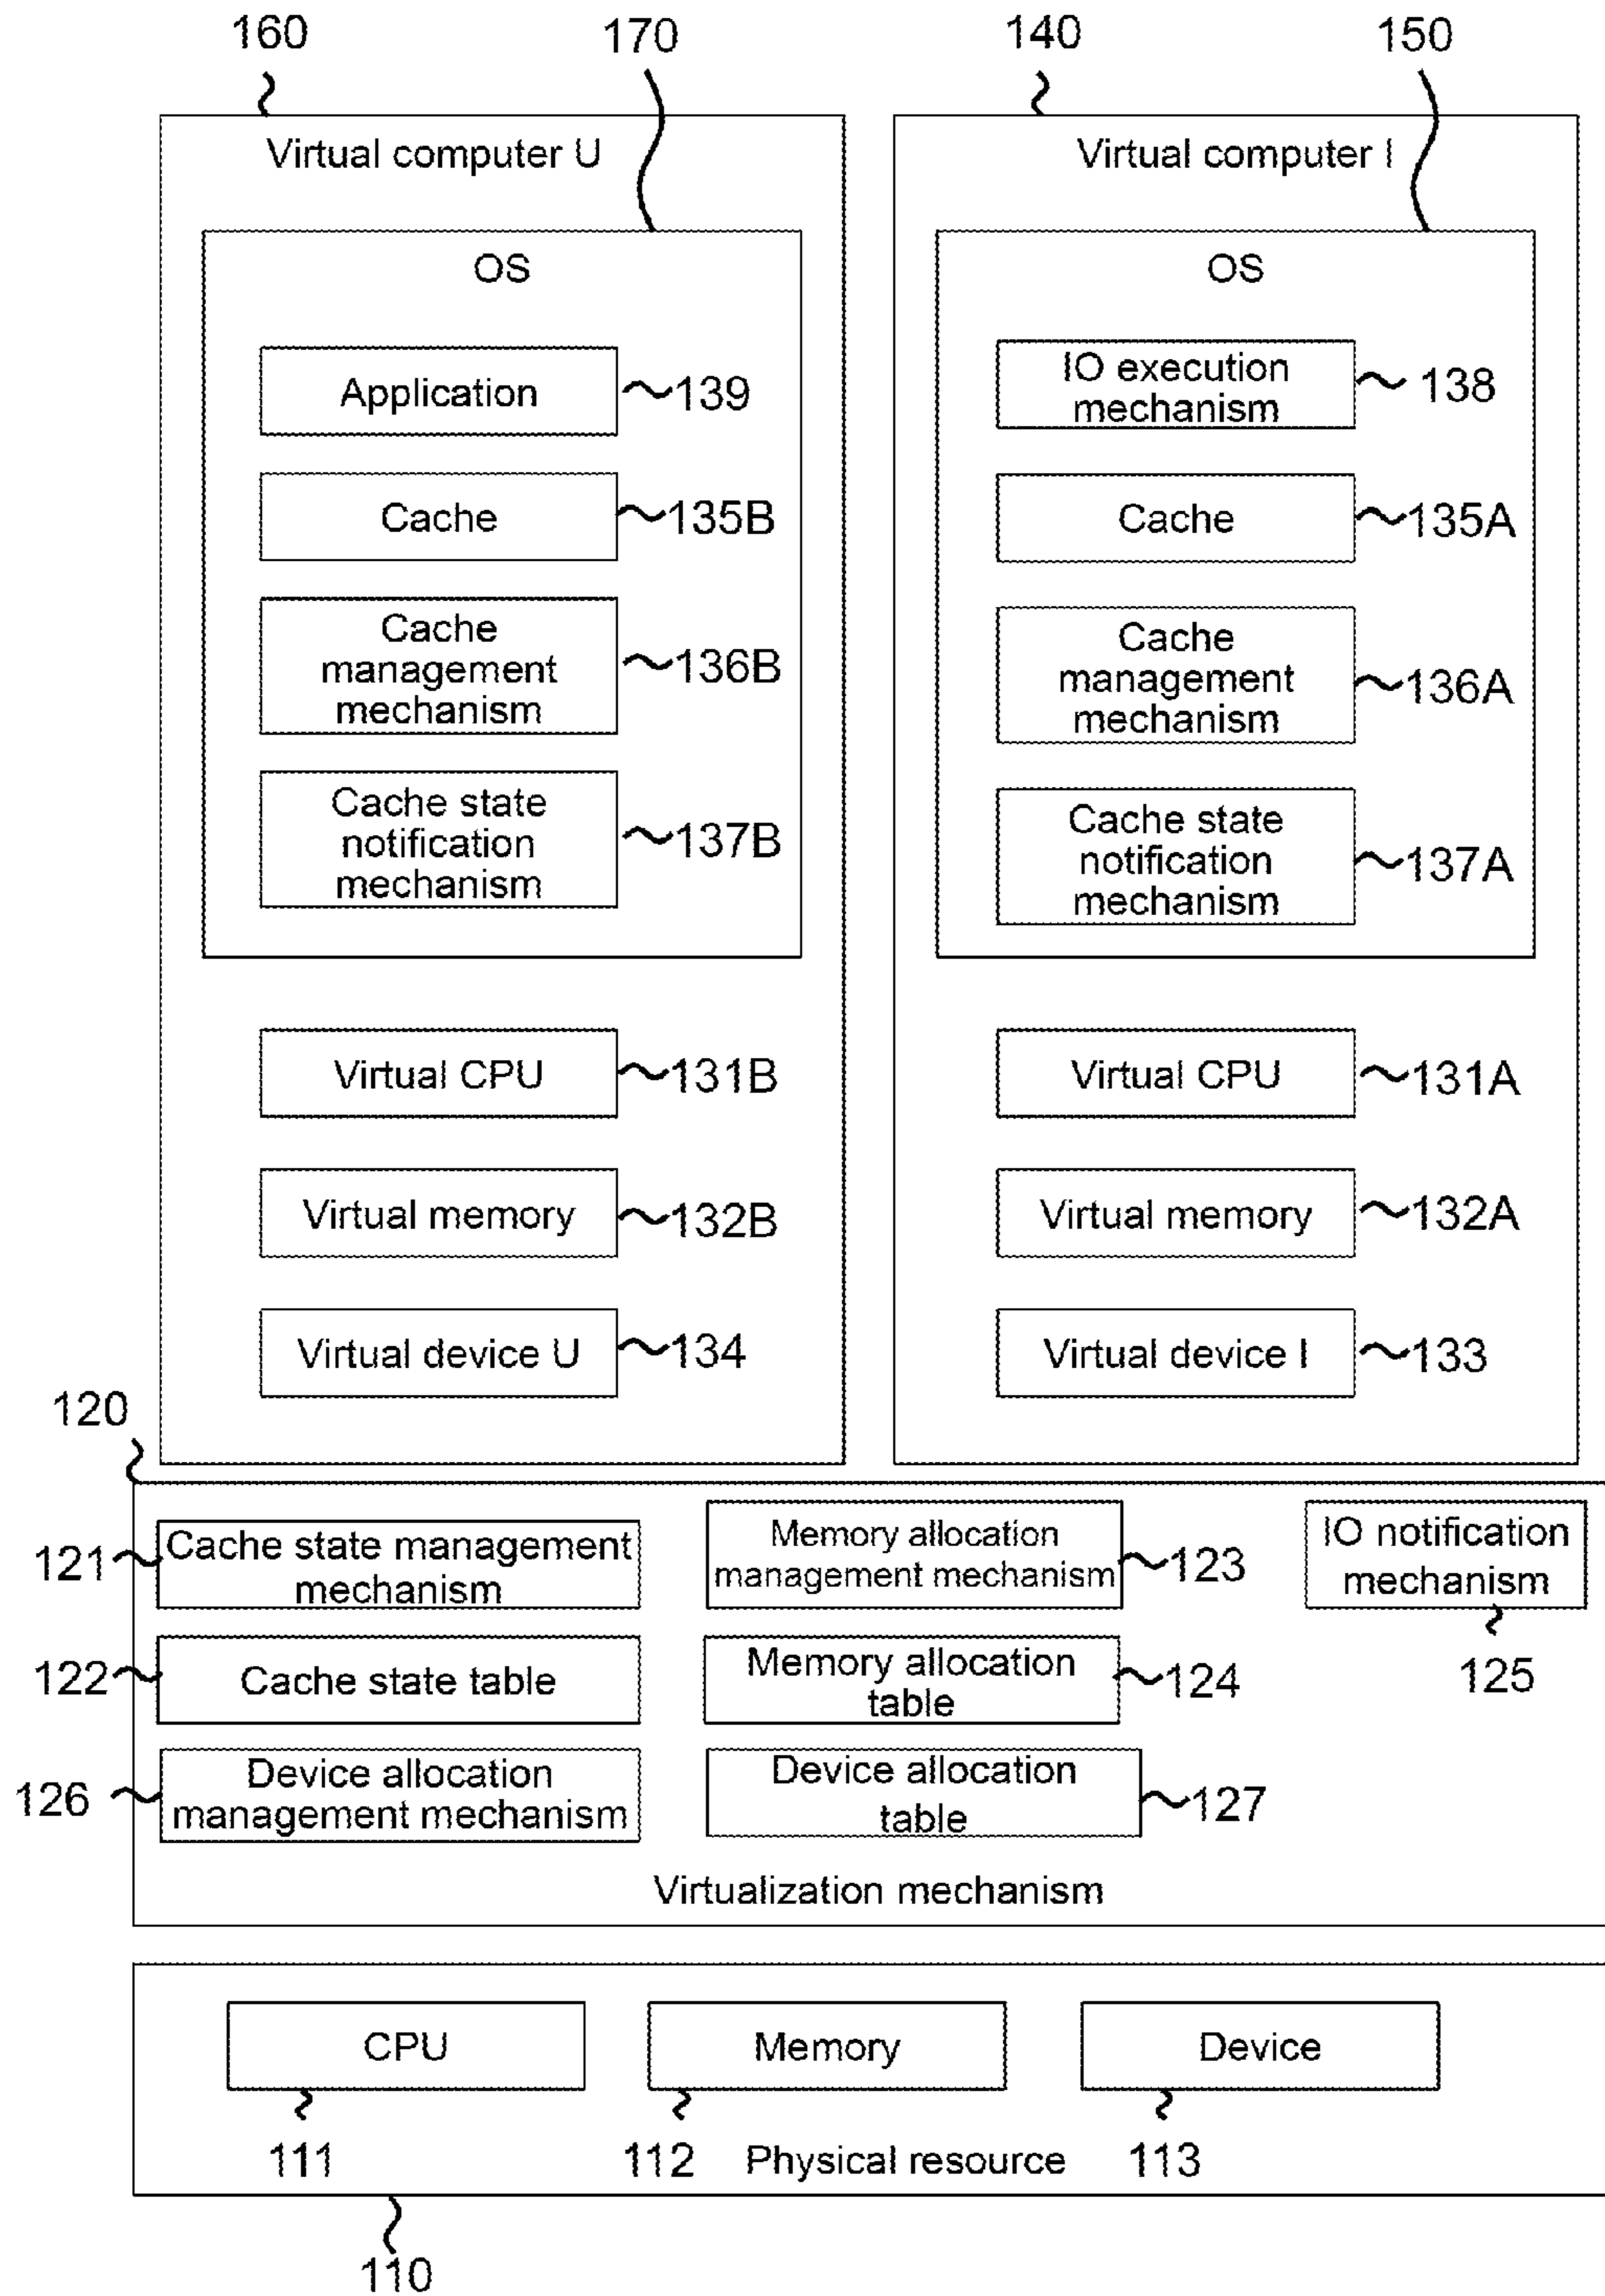 160
170
140
150
Virtual computer U
Virtual computer I
OS
OS
Application
139
IO execution
mechanism
138
Cache
135B
Cache
135A
Cache
management
mechanism
136B
Cache
management
mechanism
136A
Cache state
notification
mechanism
137B
Cache state
notification
mechanism
137A
Virtual CPU
131B
Virtual CPU
131A
Virtual memory
132B
Virtual memory
132A
Virtual device U
134
Virtual device I
133
120
121
Cache state management
mechanism
Memory allocation
management mechanism
123
IO notification
mechanism
125
122
Cache state table
Memory allocation
table
124
126
Device allocation
management mechanism
Device allocation
table
127
Virtualization mechanism
CPU
Memory
Device
111
112
Physical resource
113
110